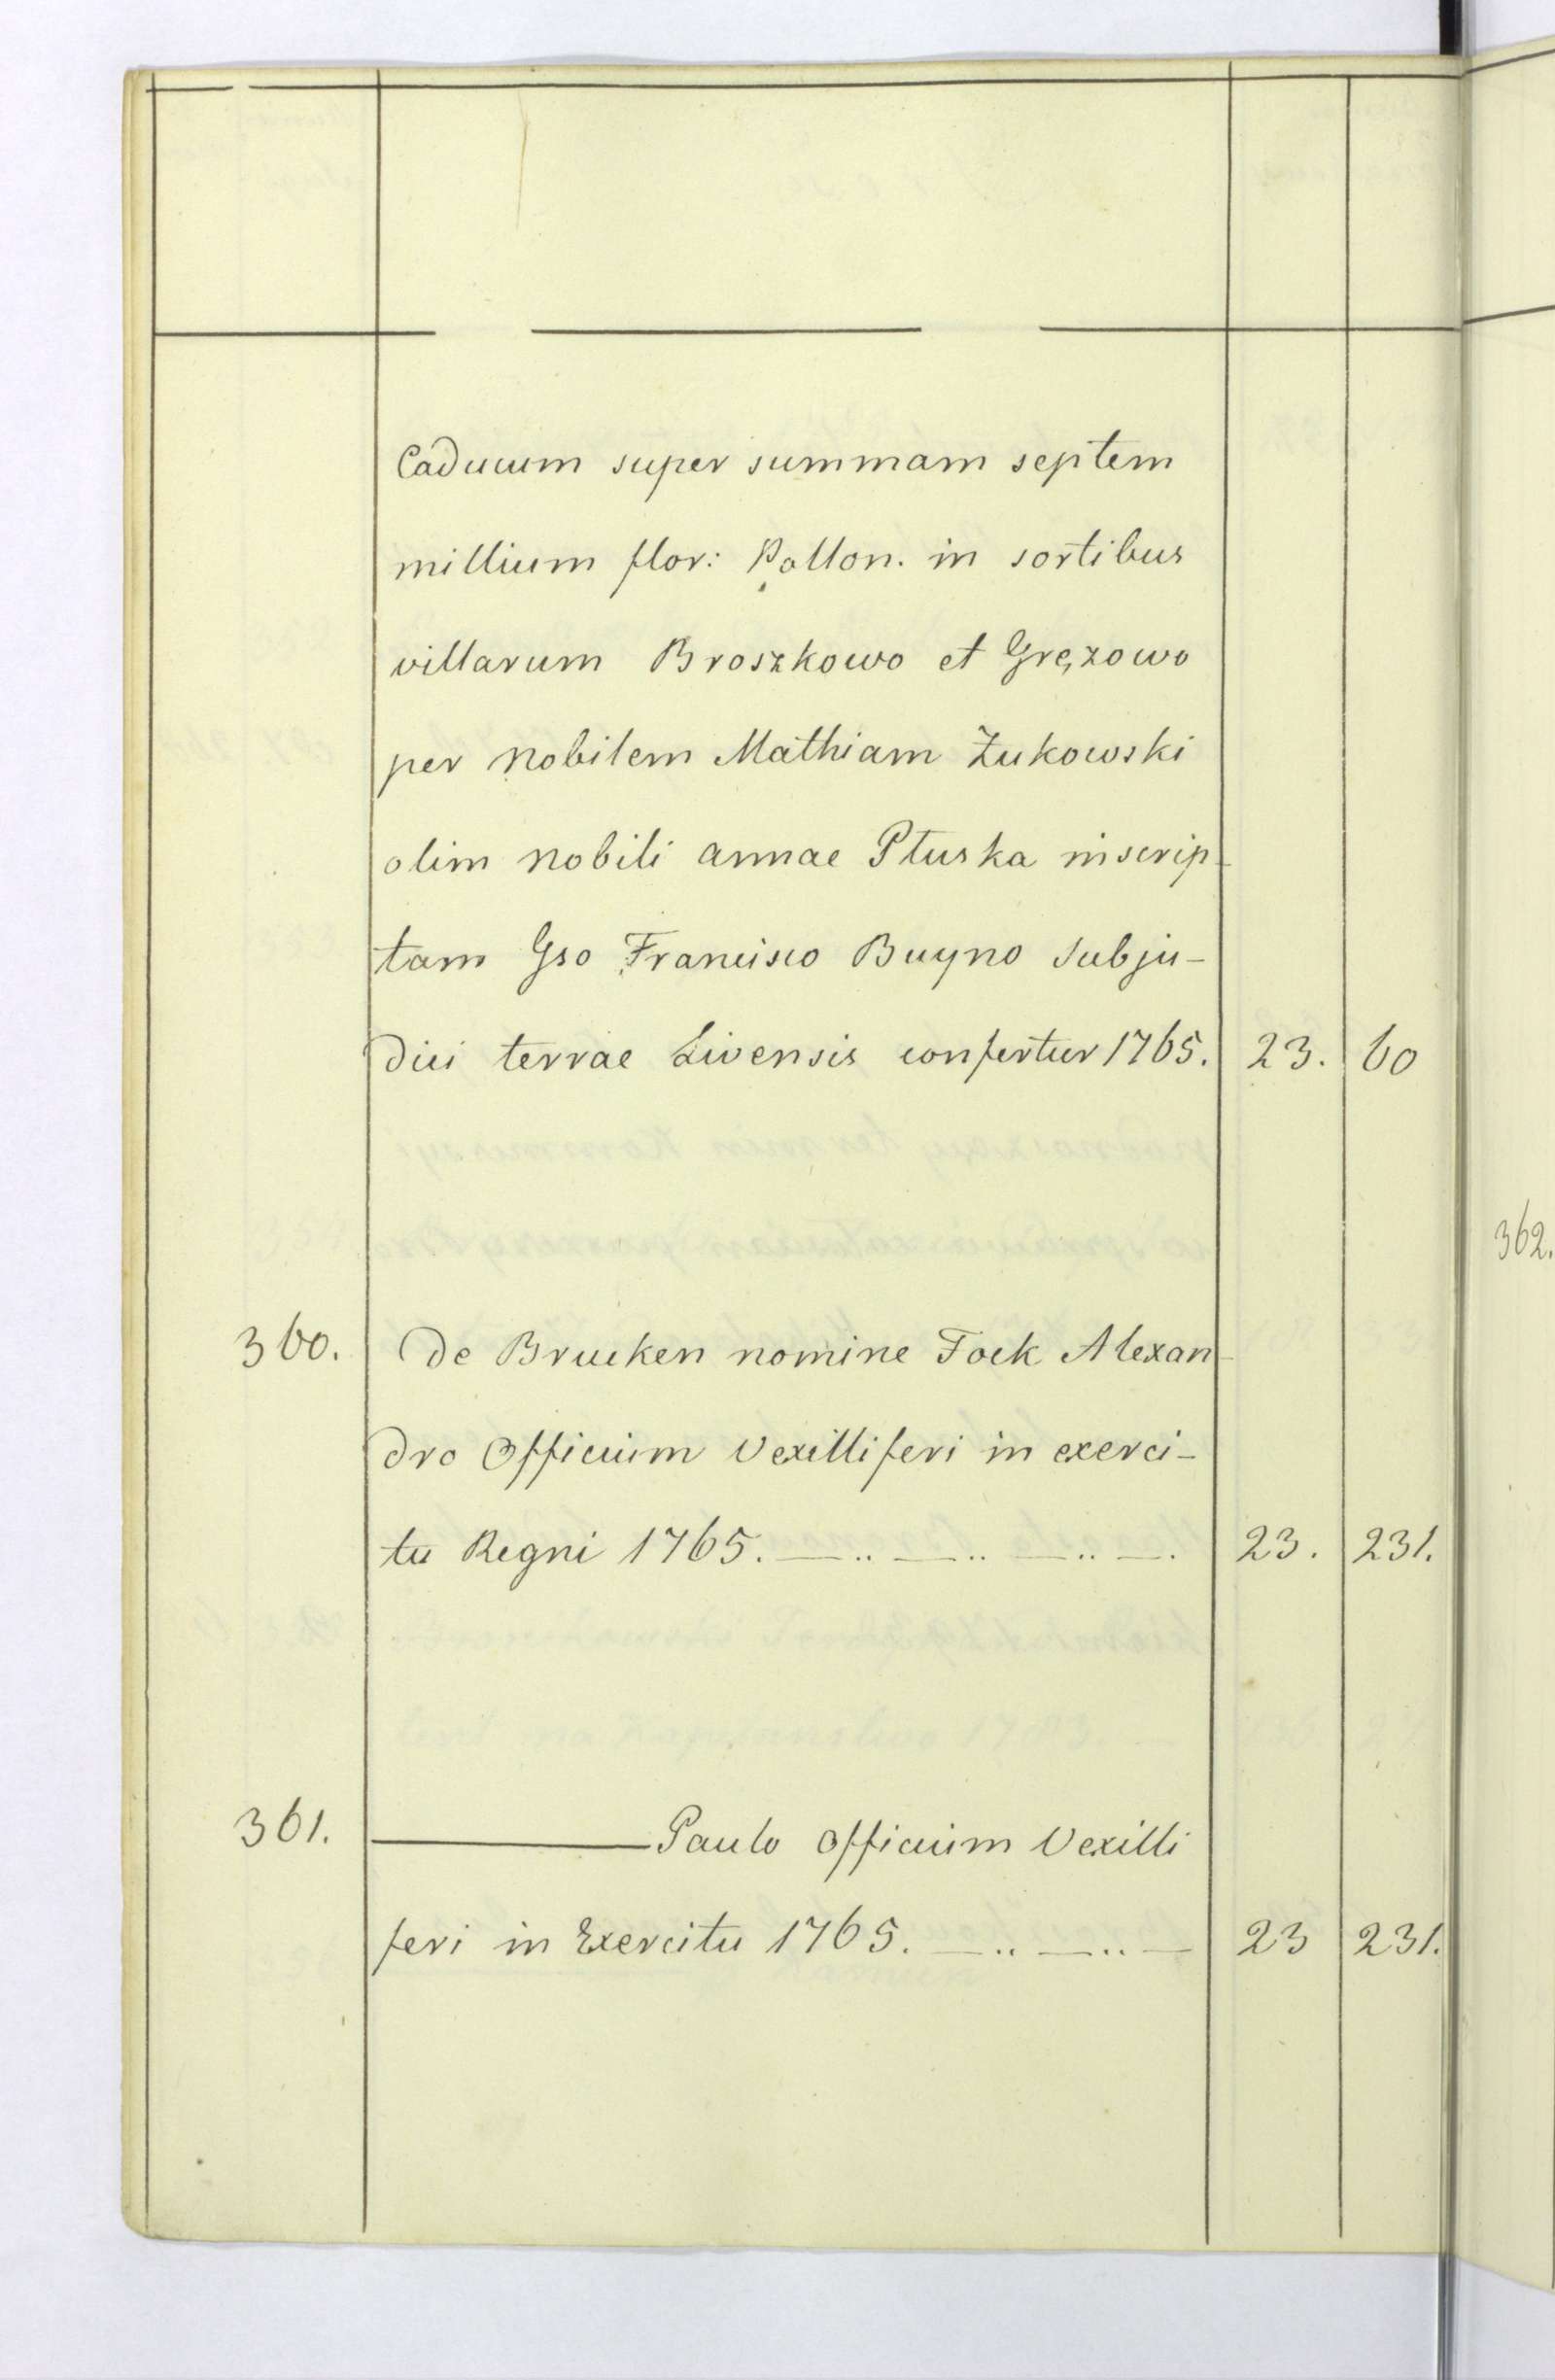 Caducum super summam septem
millium flor: Pollon. in sortibus
villarum Broszkowo et Gręzowo
per Nobilem Mathiam Żukowski
olim Nobili Annae Pluska inscrip-
tam Gso Francisco Buyno Subju-
dici terrae Livensis confertur 1765. 23. 60
362.
360. De Brucken nomine Fock Alexan-
dro Officium Vexilliferi in exerci-
tu Regni 1765. —..—..—..—. 23. 231.
361. ——— Paulo Officium Vexilli
feri in Exercitu 1765. —..—..— 23 231.